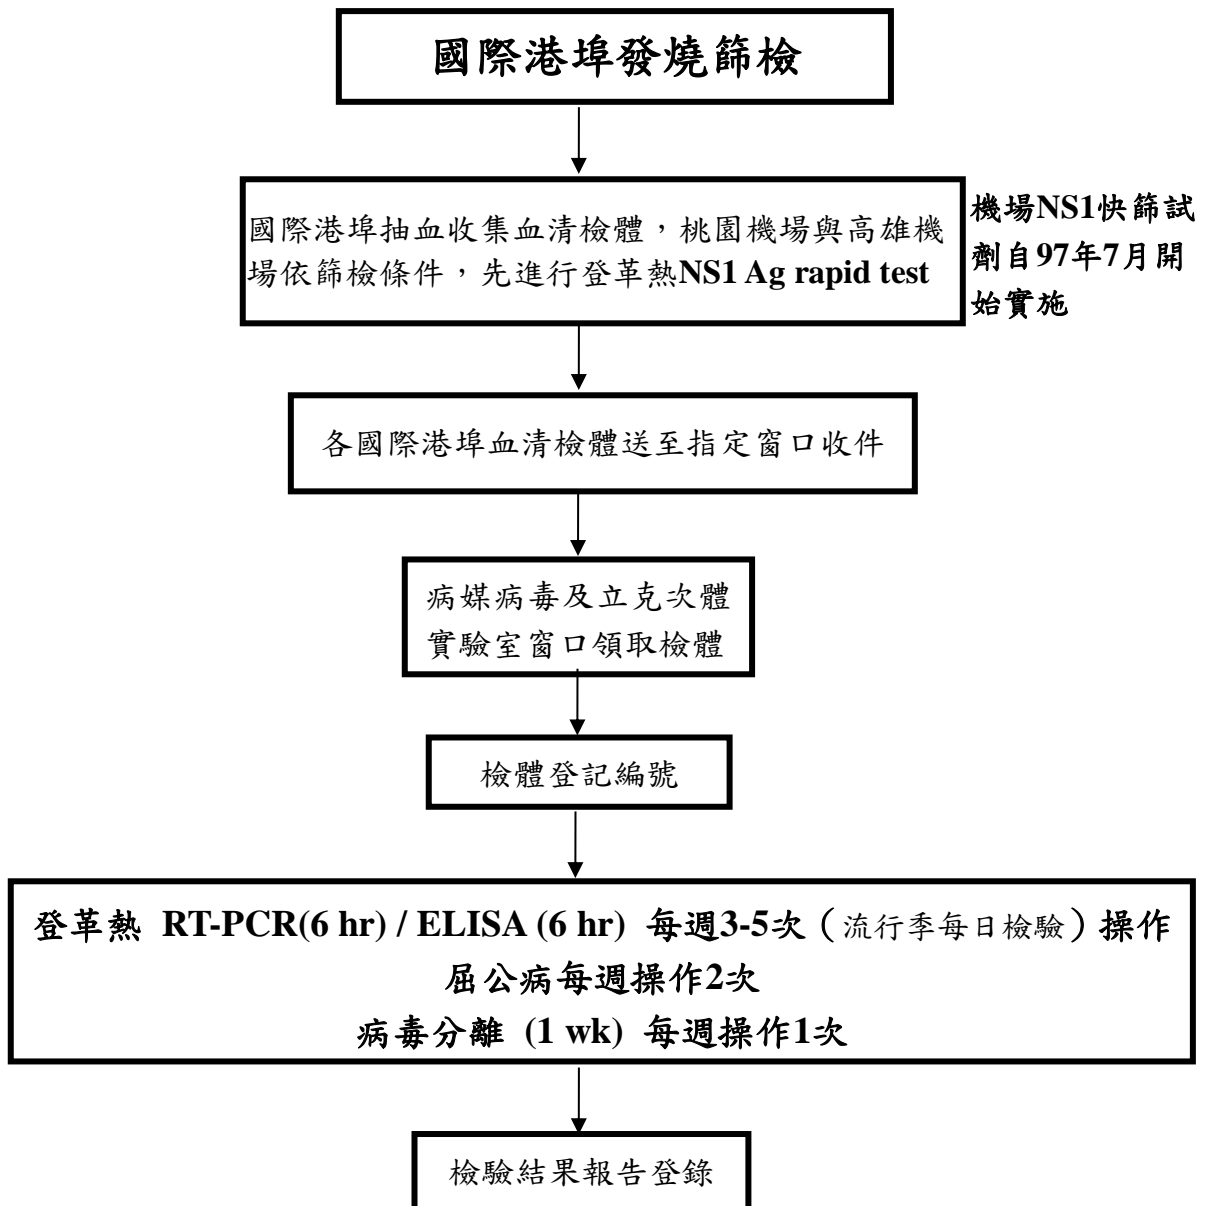 國際港埠發燒篩檢
國際港埠抽血收集血清檢體，桃園機場與高雄機
場依篩檢條件，先進行登革熱NS1 Ag rapid test
機場NS1快篩試
劑自97年7月開
始實施
各國際港埠血清檢體送至指定窗口收件
病媒病毒及立克次體
實驗室窗口領取檢體
檢體登記編號
登革熱 RT-PCR(6 hr) / ELISA (6 hr) 每週3-5次（流行季每日檢驗）操作
屈公病每週操作2次
病毒分離 (1 wk) 每週操作1次
檢驗結果報告登錄